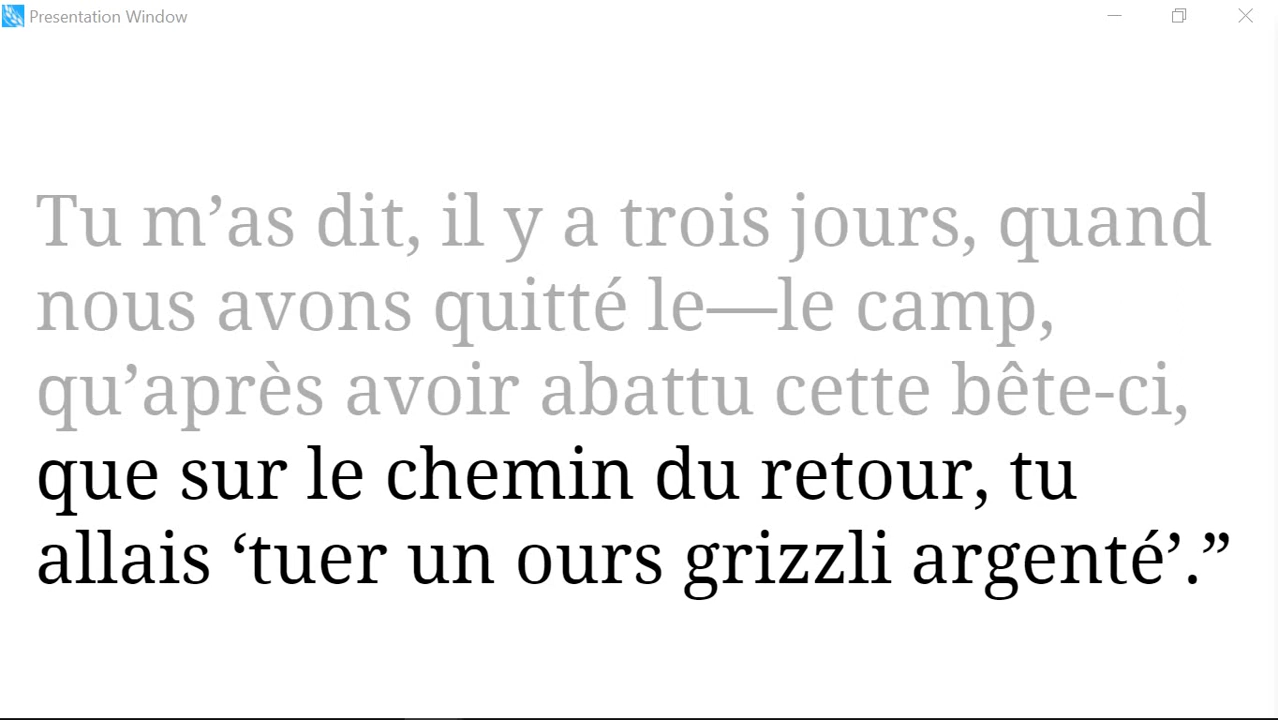 Presentation Window
Tu m’as dit, il y a trois jours, quand
nous avons quitté le—le camp,
qu’après avoir abattu cette bête-ci,
que sur le chemin du retour, tu
allais ‘tuer un ours grizzli argenté’.”